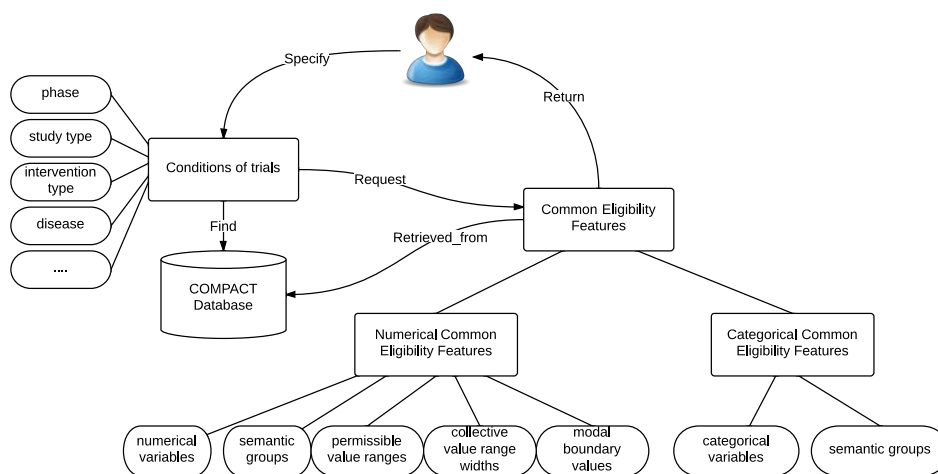 Specify
Return
phase
study type
intervention
type
disease
....
Conditions of trials
Request
Common Eligibility
Features
Find
Retrieved_from
COMPACT
Database
Numerical Common
Eligibility Features
Categorical Common
Eligibility Features
numerical
variables
semantic
groups
permissible
value ranges
collective
value range
widths
modal
boundary
values
categorical
variables
semantic groups